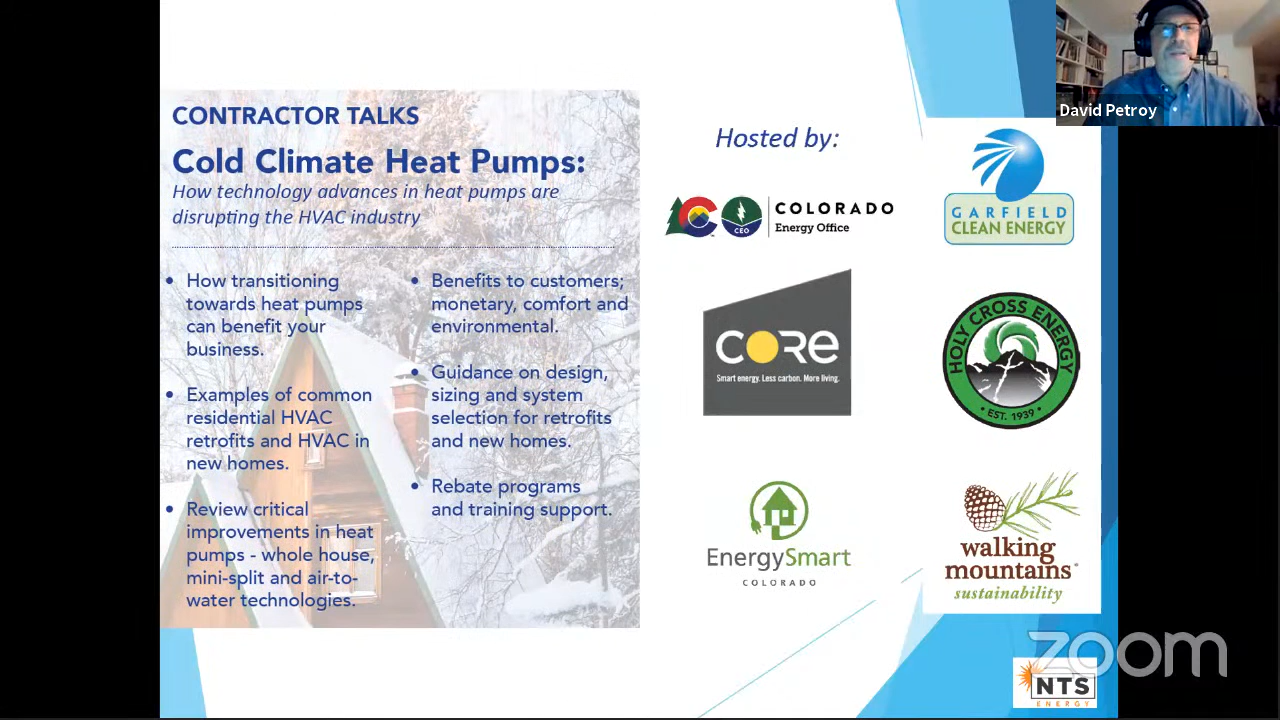 CONTRACTOR TALKS
Cold Climate Heat Pumps:
How technology advances in heat pumps are
disrupting the HVAC industry
• How transitioning
towards heat pumps
can benefit your
business.
• Examples of common
residential HVAC
retrofits and HVAC in
new homes.
• Review critical
improvements in heat
pumps - whole house,
mini-split and air-to-
water technologies.
• Benefits to customers;
monetary, comfort and
environmental.
• Guidance on design,
sizing and system
selection for retrofits
and new homes.
• Rebate programs
and training support.
Hosted by:
CEO
COLORADO
Energy Office
GARFIELD
CLEAN ENERGY
CORE
Smart energy. Less carbon. More living.
HOLY CROSS ENERGY
• EST. 1939 •
EnergySmart
COLORADO
walking
mountains®
sustainability
David Petroy
zoom
NTS
ENERGY